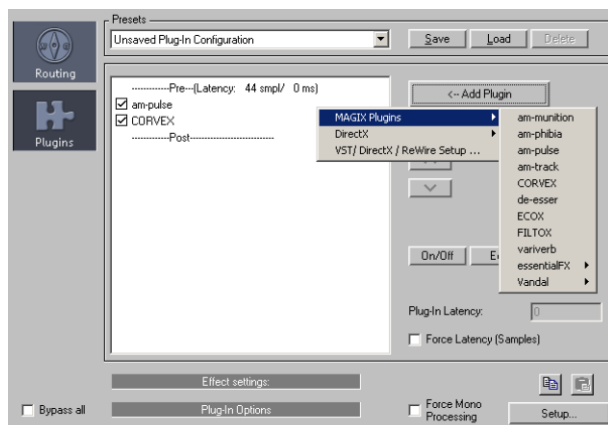 Presets
Unsaved Plug-In Configuration
Save
Load
Delete
Routing
Plugins
------------Pre---(Latency: 44 smpl/ 0 ms)
am-pulse
CORVEX
------------Post---------------------------
<-- Add Plugin
MAGIX Plugins
DirectX
VST/ DirectX / ReWire Setup ...
am-munition
am-phibia
am-pulse
am-track
CORVEX
de-esser
ECOX
FILTOX
variverb
essentialFX
Vandal
On/Off
Plug-In Latency:
0
Force Latency (Samples)
Effect settings:
Bypass all
Plug-In Options
Force Mono
Processing
Setup...